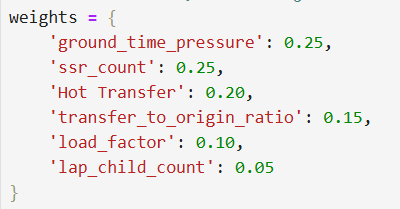 weights = {
    'ground_time_pressure': 0.25,
    'ssr_count': 0.25,
    'Hot Transfer': 0.20,
    'transfer_to_origin_ratio': 0.15,
    'load_factor': 0.10,
    'lap_child_count': 0.05
}